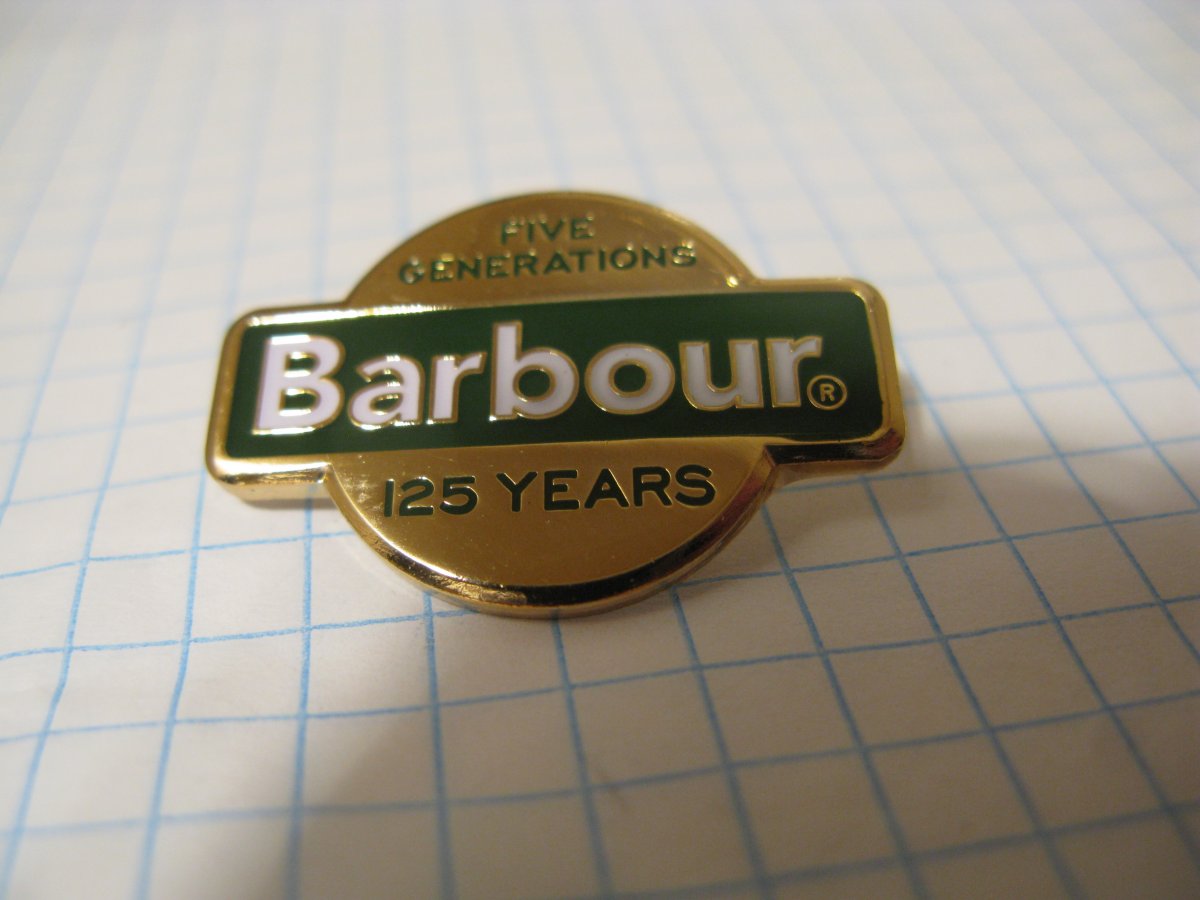 FIVE
GENERATIONS
Barbour®
125 YEARS